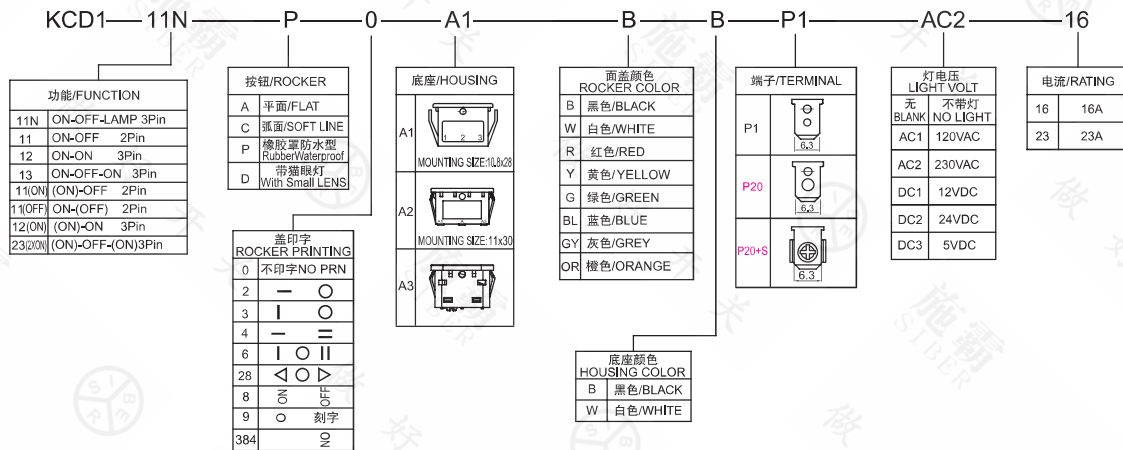 KCD1 11N P 0 A1 B B P1 AC2 16
功能/FUNCTION
11N ON-OFF-LAMP 3Pin
11 ON-OFF 2Pin
12 ON-ON 3Pin
13 ON-OFF-ON 3Pin
11(ON) (ON)-OFF 2Pin
11(OFF) ON-(OFF) 2Pin
12(ON) (ON)-ON 3Pin
23(2XON) (ON)-OFF-(ON)3Pin
按钮/ROCKER
A 平面/FLAT
C 弧面/SOFT LINE
P 橡胶罩防水型
RubberWaterproof
D 带猫眼灯
With Small LENS
盖印字
ROCKER PRINTING
0 不印字NO PRN
2 — ○
3 I ○
4 — =
6 I ○ II
28 ◁ ○ ▷
8 ON OFF
9 ○ 刻字
384 NO
底座/HOUSING
A1
1 2 3
MOUNTING SIZE:10.8x28
A2
MOUNTING SIZE:11x30
A3
面盖颜色
ROCKER COLOR
B 黑色/BLACK
W 白色/WHITE
R 红色/RED
Y 黄色/YELLOW
G 绿色/GREEN
BL 蓝色/BLUE
GY 灰色/GREY
OR 橙色/ORANGE
底座颜色
HOUSING COLOR
B 黑色/BLACK
W 白色/WHITE
端子/TERMINAL
P1
6.3
P20
6.3
P20+S
6.3
灯电压
LIGHT VOLT
无 不带灯
BLANK NO LIGHT
AC1 120VAC
AC2 230VAC
DC1 12VDC
DC2 24VDC
DC3 5VDC
电流/RATING
16 16A
23 23A
施霸
SIBER